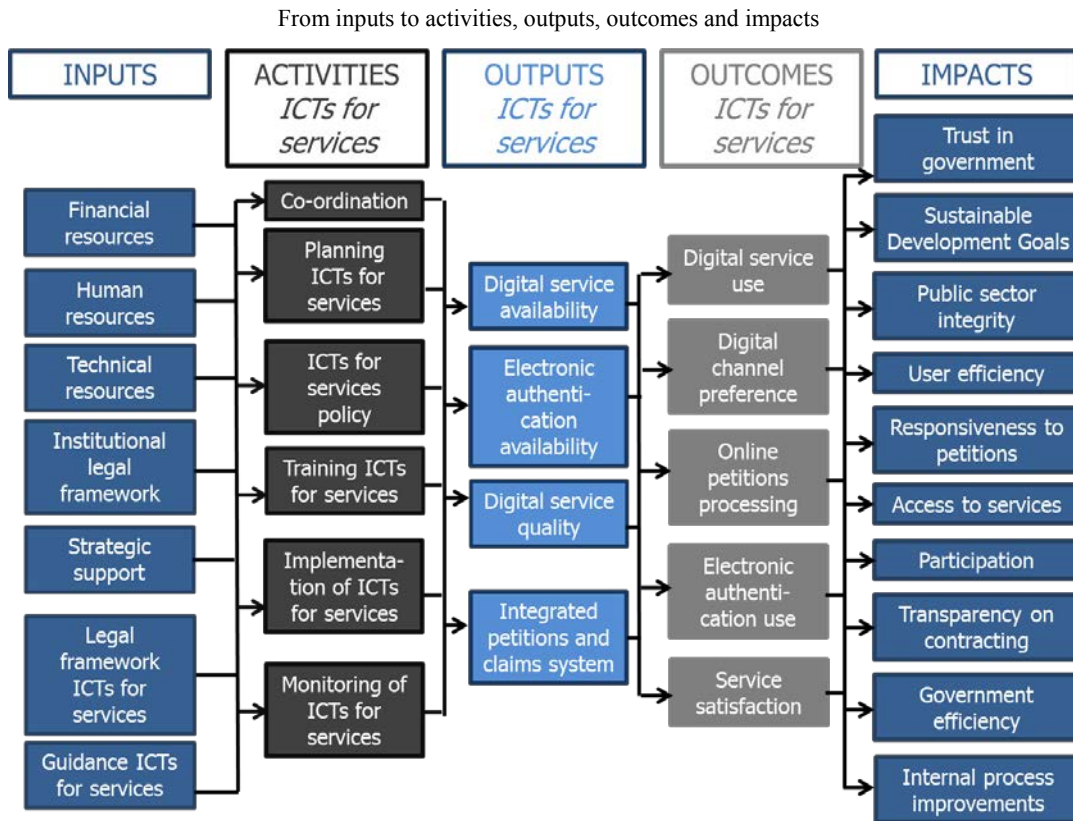 From inputs to activities, outputs, outcomes and impacts
INPUTS
Financial
resources
Human
resources
Technical
resources
Institutional
legal
framework
Strategic
support
Legal
framework
ICTs for
services
Guidance ICTs
for services
ACTIVITIES
ICTs for
services
Co-ordination
Planning
ICTs for
services
ICTs for
services
policy
Training ICTs
for services
Implementa-
tion of ICTs
for services
Monitoring of
ICTs for
services
OUTPUTS
ICTs for
services
Digital service
availability
Electronic
authenti-
cation
availability
Digital service
quality
Integrated
petitions and
claims system
OUTCOMES
ICTs for
services
Digital service
use
Digital
channel
preference
Online
petitions
processing
Electronic
authenti-
cation use
Service
satisfaction
IMPACTS
Trust in
government
Sustainable
Development Goals
Public sector
integrity
User efficiency
Responsiveness to
petitions
Access to services
Participation
Transparency on
contracting
Government
efficiency
Internal process
improvements